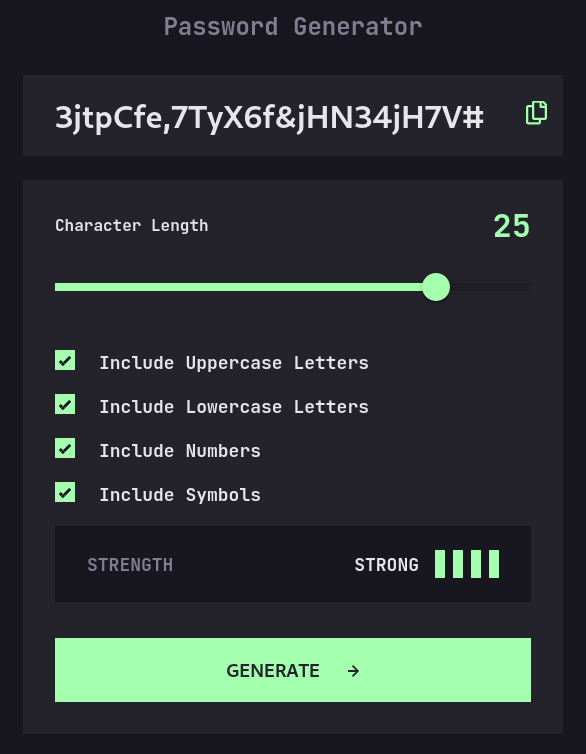 Password Generator
3jtpCfe,7TyX6f&jHN34jH7V#
Character Length 25
Include Uppercase Letters
Include Lowercase Letters
Include Numbers
Include Symbols
STRENGTH STRONG
GENERATE →